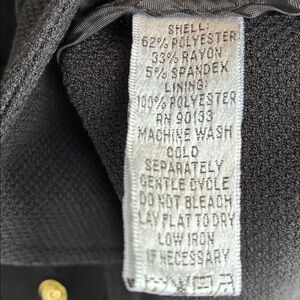 SHELL:
62% POLYESTER
33% RAYON
5% SPANDEX
LINING:
100% POLYESTER
RN 90133
MACHINE WASH
COLD
SEPARATELY
GENTLE CYCLE
DO NOT BLEACH
LAY FLAT TO DRY
LOW IRON
IF NECESSARY